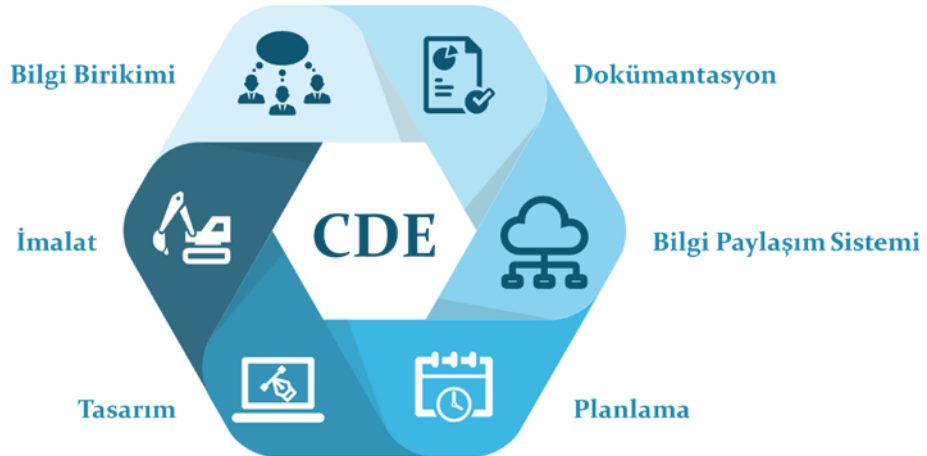 Bilgi Birikimi
Dokümantasyon
İmalat
CDE
Bilgi Paylaşım Sistemi
Tasarım
Planlama